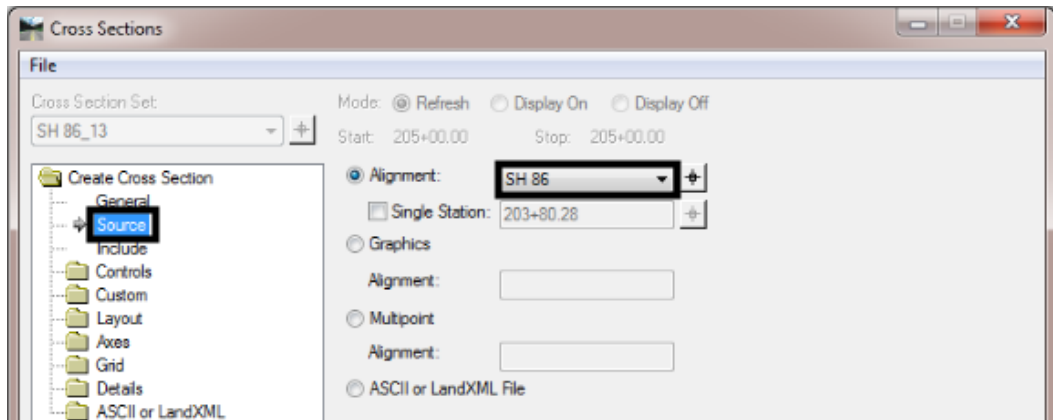 Cross Sections
File
Cross Section Set:
SH 86_13
Mode: Refresh Display On Display Off
Start: 205+00.00 Stop: 205+00.00
Create Cross Section
General
Source
Include
Controls
Custom
Layout
Axes
Grid
Details
ASCII or LandXML
Alignment: SH 86
Single Station: 203+80.28
Graphics
Alignment:
Multipoint
Alignment:
ASCII or LandXML File